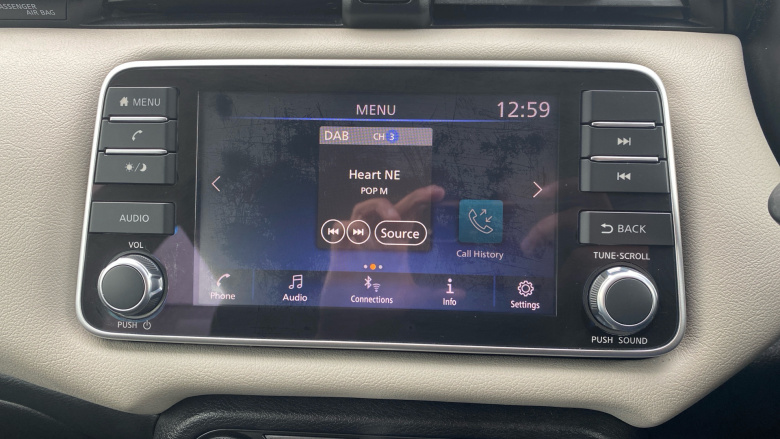 PASSENGER
AIR BAG
MENU
AUDIO
VOL
PUSH
MENU
12:59
DAB CH 3
Heart NE
POP M
Source
Call History
Phone
Audio
Connections
Info
Settings
BACK
TUNE-SCROLL
PUSH SOUND